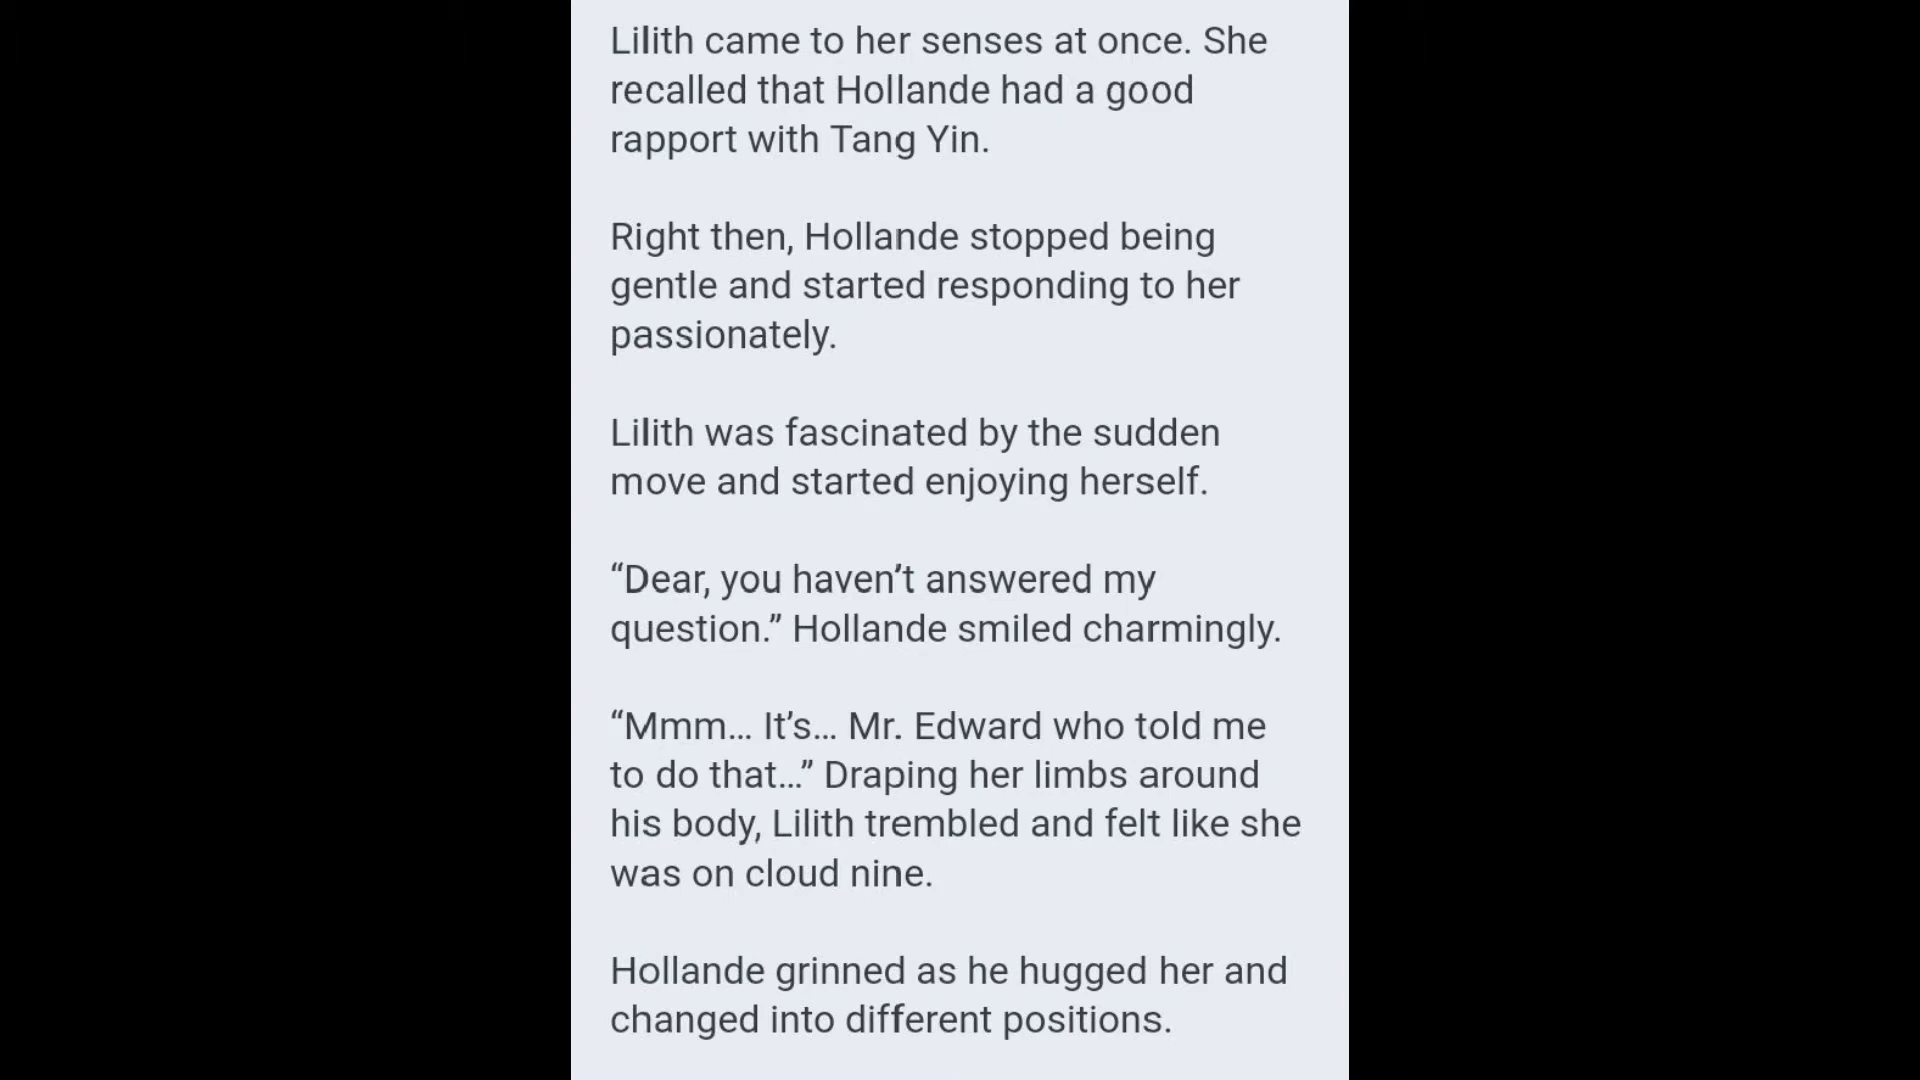 Lilith came to her senses at once. She
recalled that Hollande had a good
rapport with Tang Yin.
Right then, Hollande stopped being
gentle and started responding to her
passionately.
Lilith was fascinated by the sudden
move and started enjoying herself.
“Dear, you haven’t answered my
question.” Hollande smiled charmingly.
“Mmm… It’s… Mr. Edward who told me
to do that…” Draping her limbs around
his body, Lilith trembled and felt like she
was on cloud nine.
Hollande grinned as he hugged her and
changed into different positions.